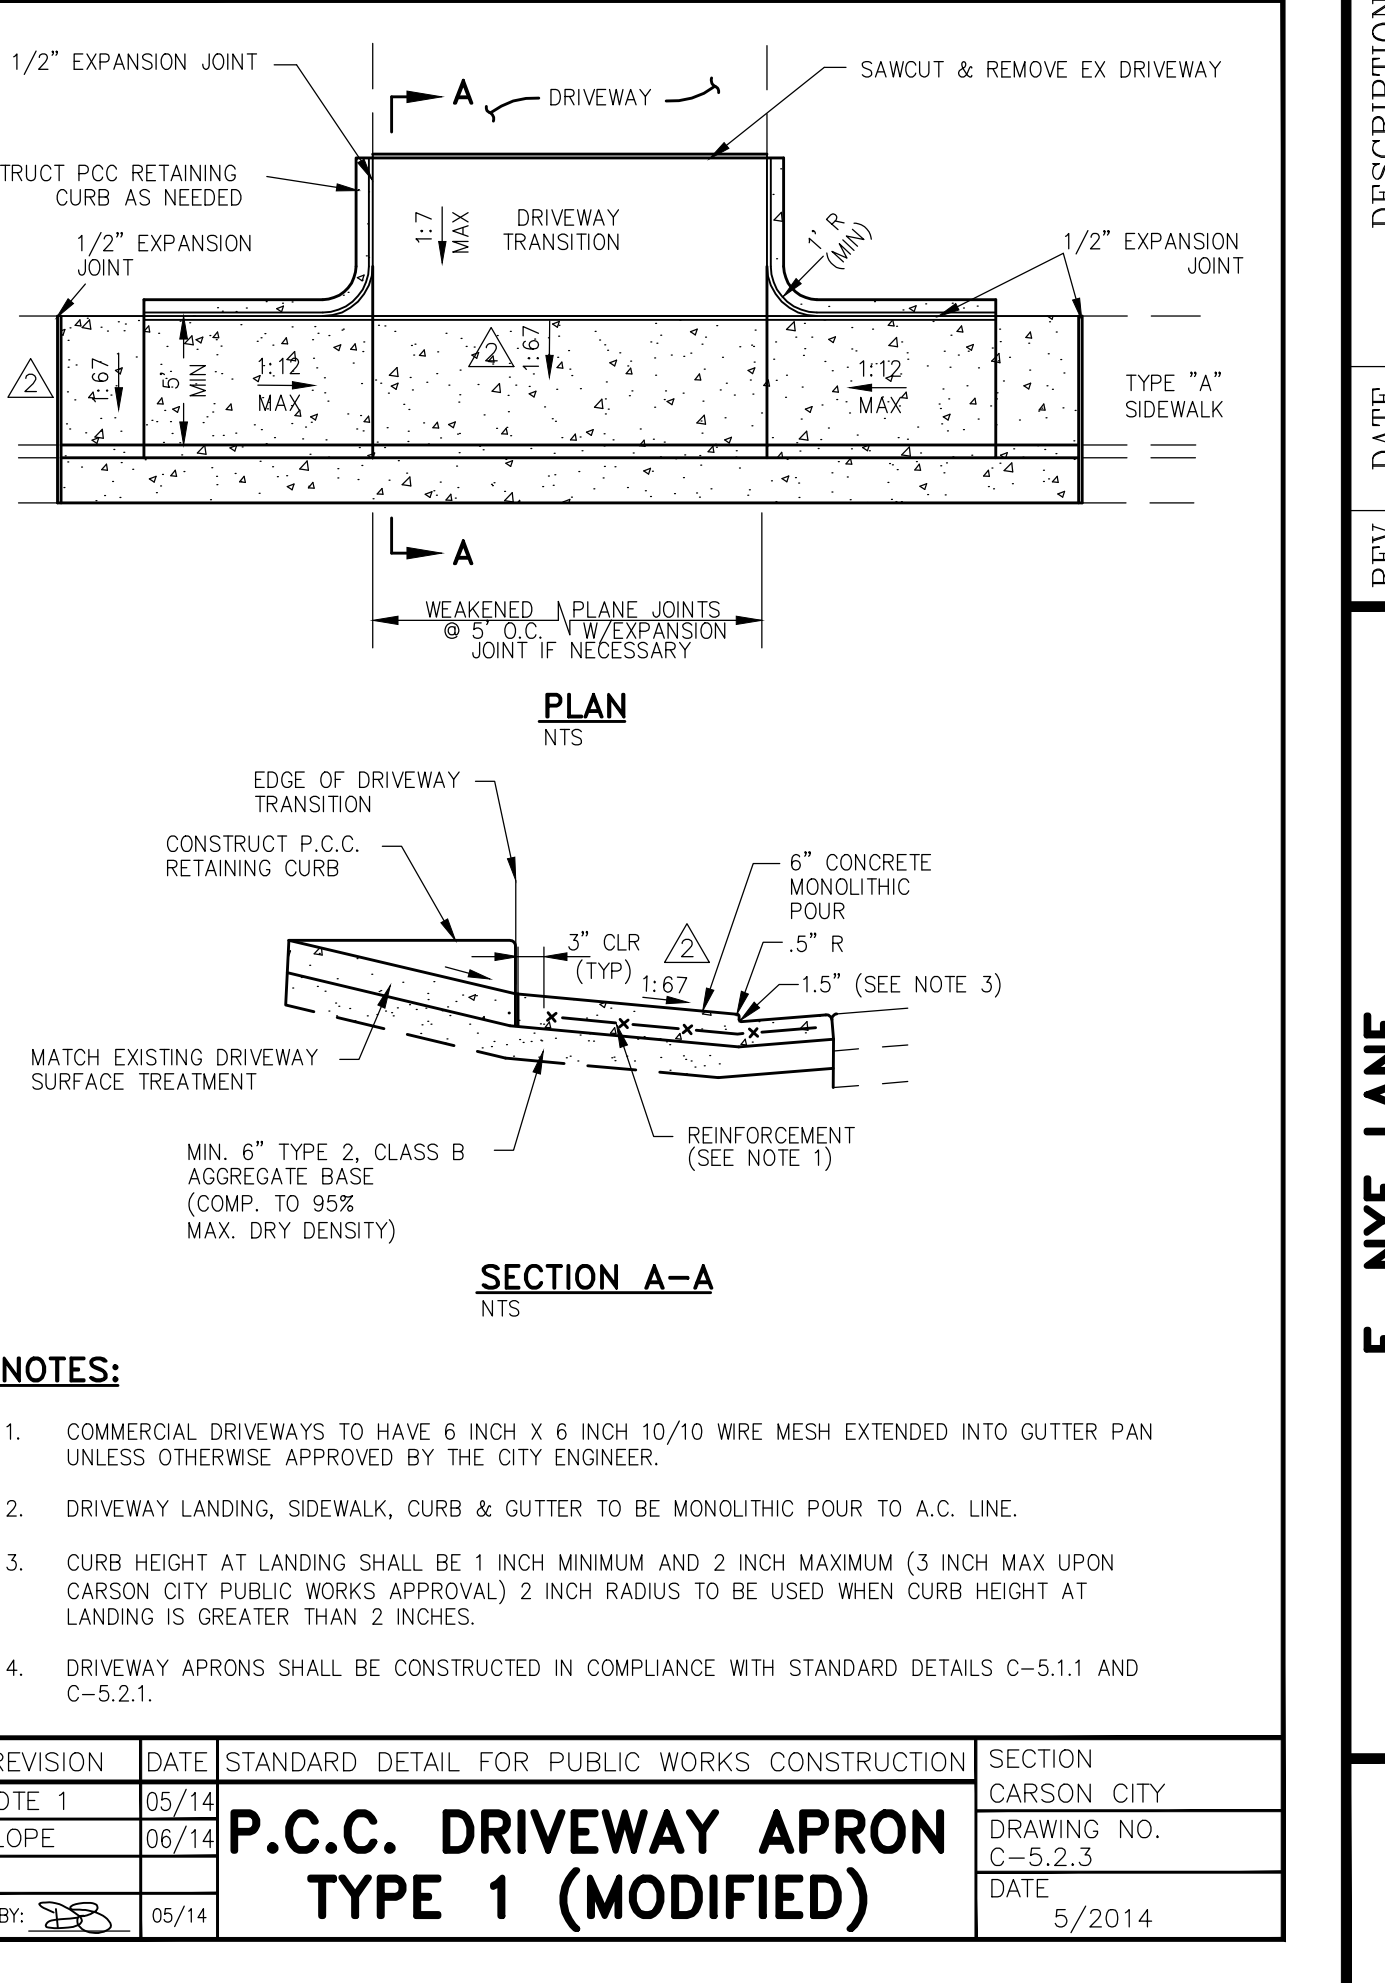 1/2" EXPANSION JOINT
SAWCUT & REMOVE EX DRIVEWAY
A
DRIVEWAY
PCC RETAINING
CURB AS NEEDED
1/2" EXPANSION
JOINT
1:7
MAX
DRIVEWAY
TRANSITION
1' R
(MIN)
1/2" EXPANSION
JOINT
2
1:67
5'
MIN
1:12
MAX
2
1:67
1:12
MAX
TYPE "A"
SIDEWALK
A
WEAKENED PLANE JOINTS
@ 5' O.C. W/EXPANSION
JOINT IF NECESSARY
PLAN
NTS
EDGE OF DRIVEWAY
TRANSITION
CONSTRUCT P.C.C.
RETAINING CURB
6" CONCRETE
MONOLITHIC
POUR
3" CLR
(TYP)
2
1:67
.5" R
1.5" (SEE NOTE 3)
MATCH EXISTING DRIVEWAY
SURFACE TREATMENT
REINFORCEMENT
(SEE NOTE 1)
MIN. 6" TYPE 2, CLASS B
AGGREGATE BASE
(COMP. TO 95%
MAX. DRY DENSITY)
SECTION A-A
NTS
NOTES:
1. COMMERCIAL DRIVEWAYS TO HAVE 6 INCH X 6 INCH 10/10 WIRE MESH EXTENDED INTO GUTTER PAN
UNLESS OTHERWISE APPROVED BY THE CITY ENGINEER.
2. DRIVEWAY LANDING, SIDEWALK, CURB & GUTTER TO BE MONOLITHIC POUR TO A.C. LINE.
3. CURB HEIGHT AT LANDING SHALL BE 1 INCH MINIMUM AND 2 INCH MAXIMUM (3 INCH MAX UPON
CARSON CITY PUBLIC WORKS APPROVAL) 2 INCH RADIUS TO BE USED WHEN CURB HEIGHT AT
LANDING IS GREATER THAN 2 INCHES.
4. DRIVEWAY APRONS SHALL BE CONSTRUCTED IN COMPLIANCE WITH STANDARD DETAILS C-5.1.1 AND
C-5.2.1.
REVISION DATE
1 05/14
06/14
BY: 05/14
STANDARD DETAIL FOR PUBLIC WORKS CONSTRUCTION
P.C.C. DRIVEWAY APRON
TYPE 1 (MODIFIED)
SECTION
CARSON CITY
DRAWING NO.
C-5.2.3
DATE
5/2014
REV DATE DESCRIPTION
NYE LANE